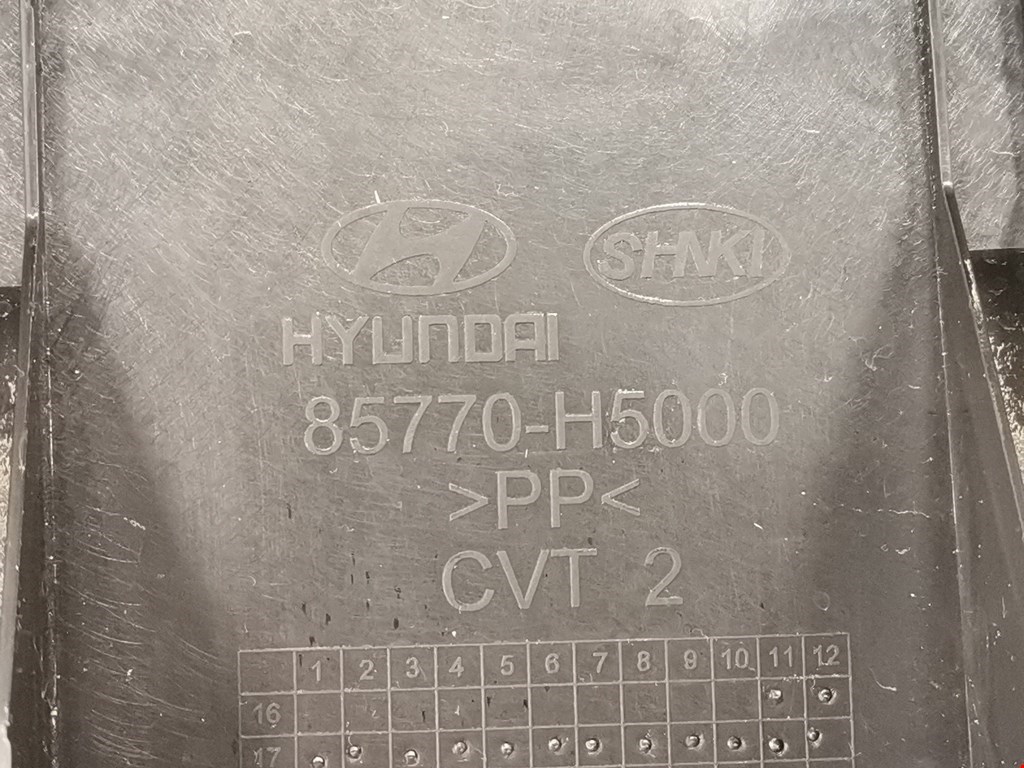 SHNKI
HYUNDAI
85770-H5000
>PP<
CVT 2
1 2 3 4 5 6 7 8 9 10 11 12
16
17